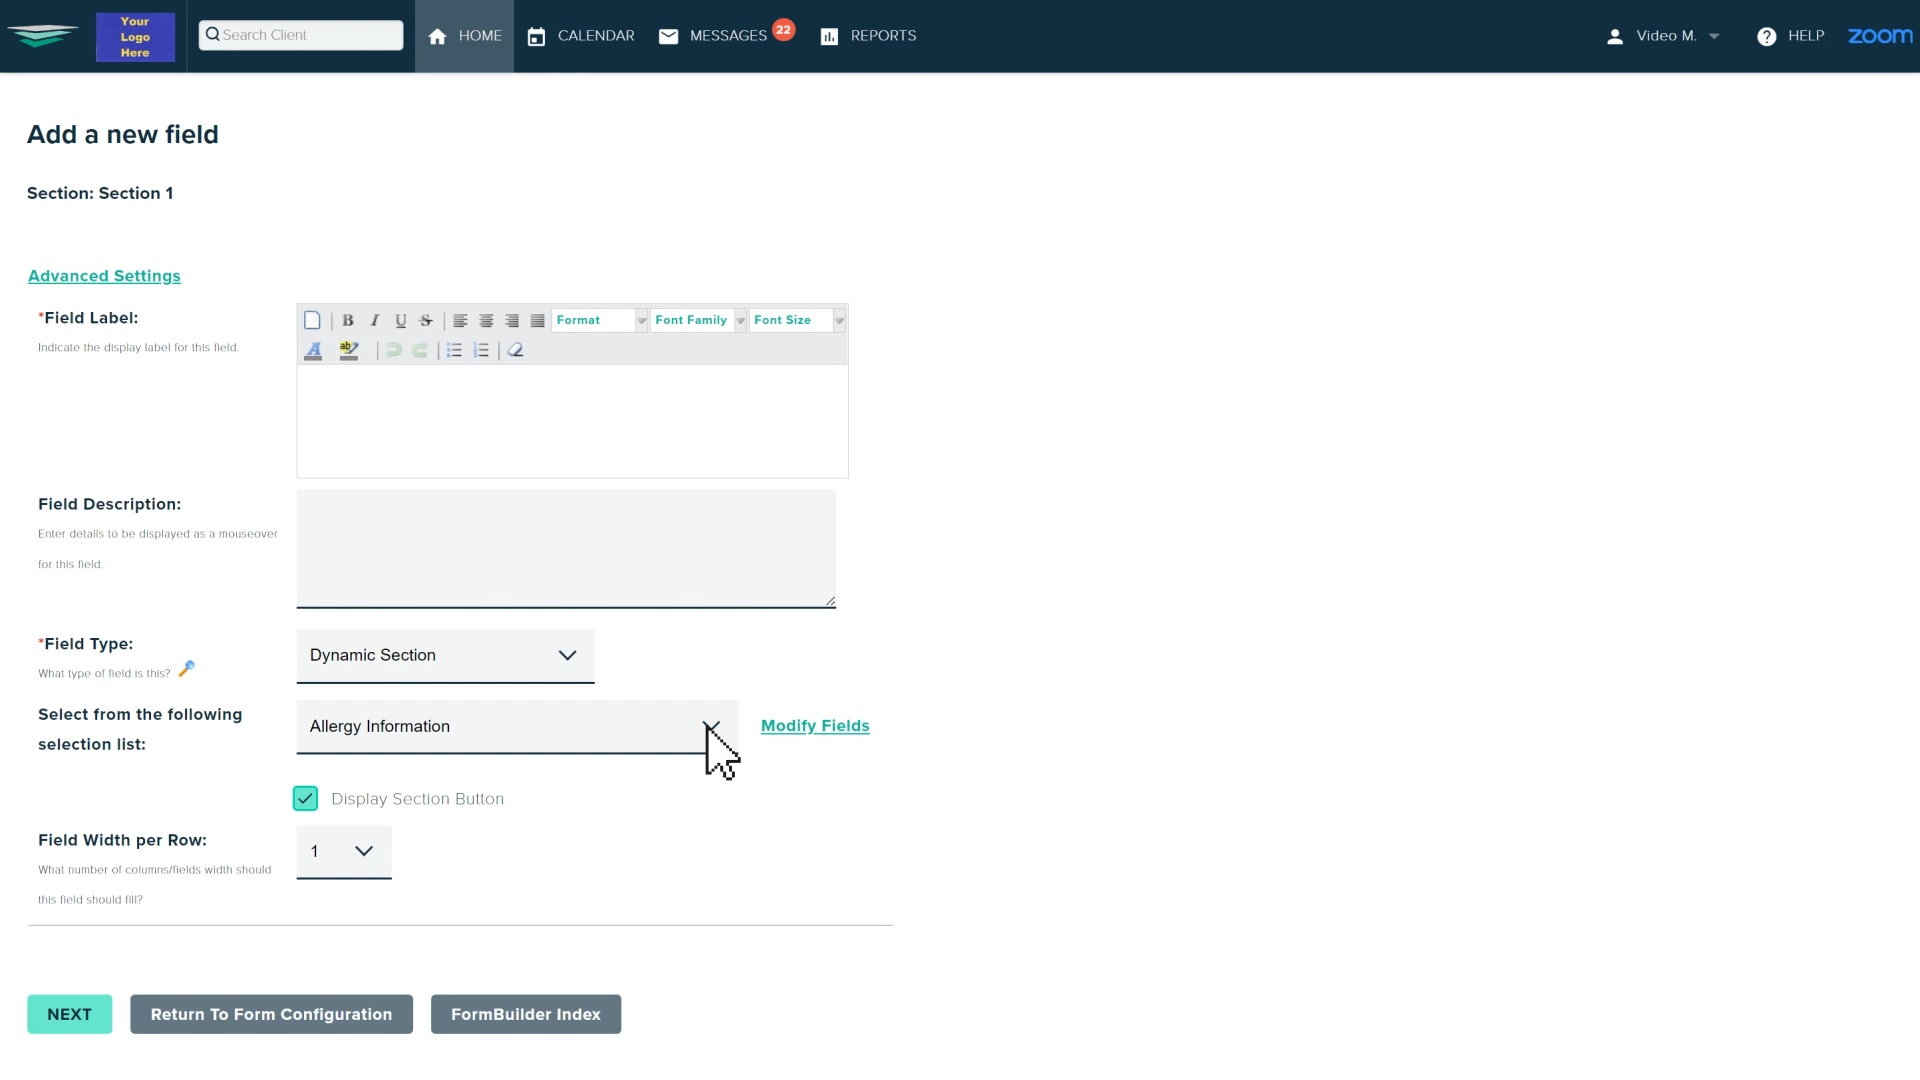 Your
Logo
Here
Search Client
HOME
CALENDAR
MESSAGES
22
REPORTS
Video M.
HELP
zoom
Add a new field
Section: Section 1
Advanced Settings
*Field Label:
Indicate the display label for this field.
B I U S
Format
Font Family
Font Size
A
ab
Field Description:
Enter details to be displayed as a mouseover
for this field.
*Field Type:
What type of field is this?
Dynamic Section
Select from the following
selection list:
Allergy Information
Modify Fields
Display Section Button
Field Width per Row:
What number of columns/fields width should
this field should fill?
1
NEXT
Return To Form Configuration
FormBuilder Index